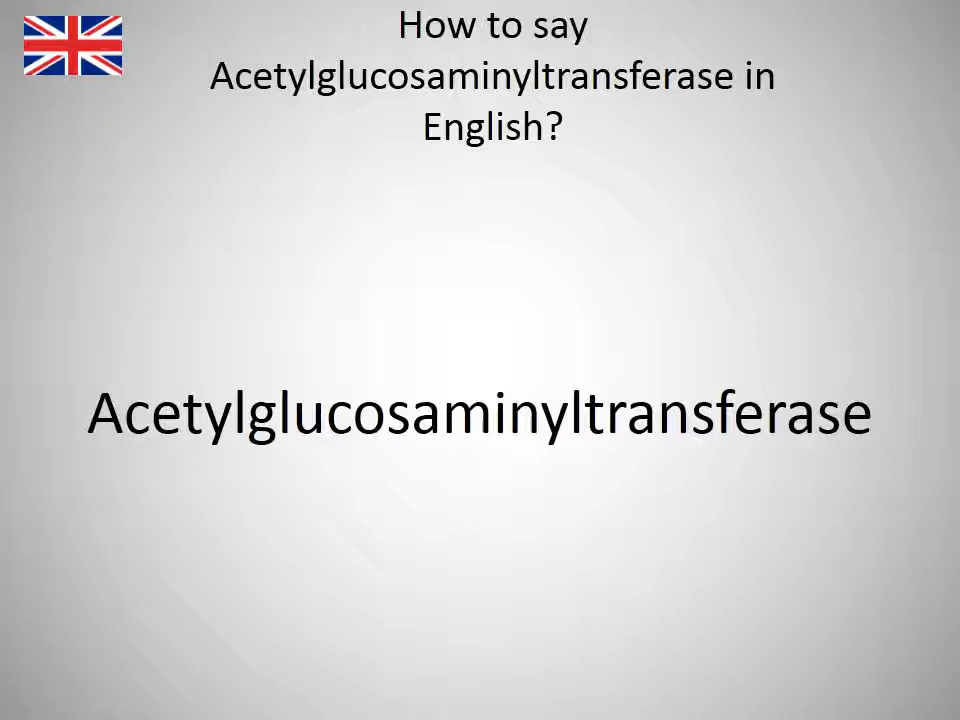 How to say
Acetylglucosaminyltransferase in
English?
Acetylglucosaminyltransferase